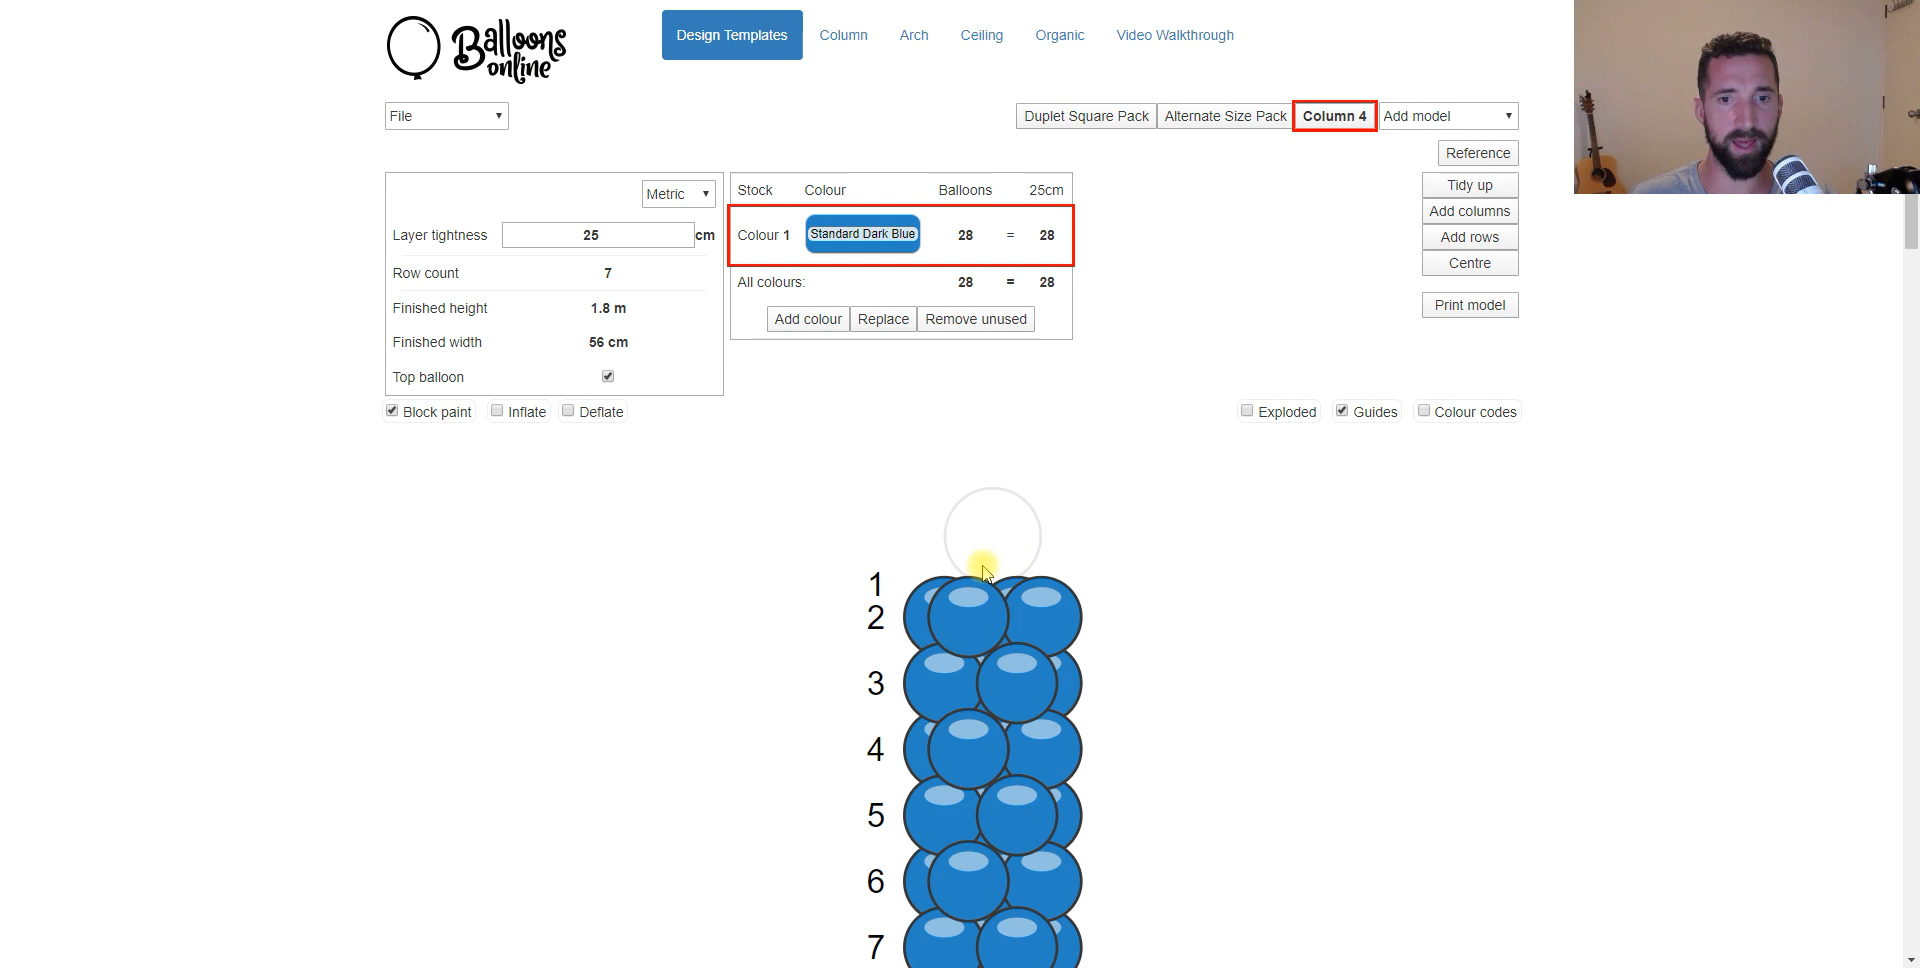 Balloons
online
Design Templates
Column
Arch
Ceiling
Organic
Video Walkthrough
File
Duplet Square Pack
Alternate Size Pack
Column 4
Add model
Reference
Metric
Layer tightness 25 cm
Row count 7
Finished height 1.8 m
Finished width 56 cm
Top balloon
Stock Colour Balloons 25cm
Colour 1 Standard Dark Blue 28 = 28
All colours: 28 = 28
Add colour Replace Remove unused
Tidy up
Add columns
Add rows
Centre
Print model
Block paint Inflate Deflate
Exploded Guides Colour codes
1
2
3
4
5
6
7